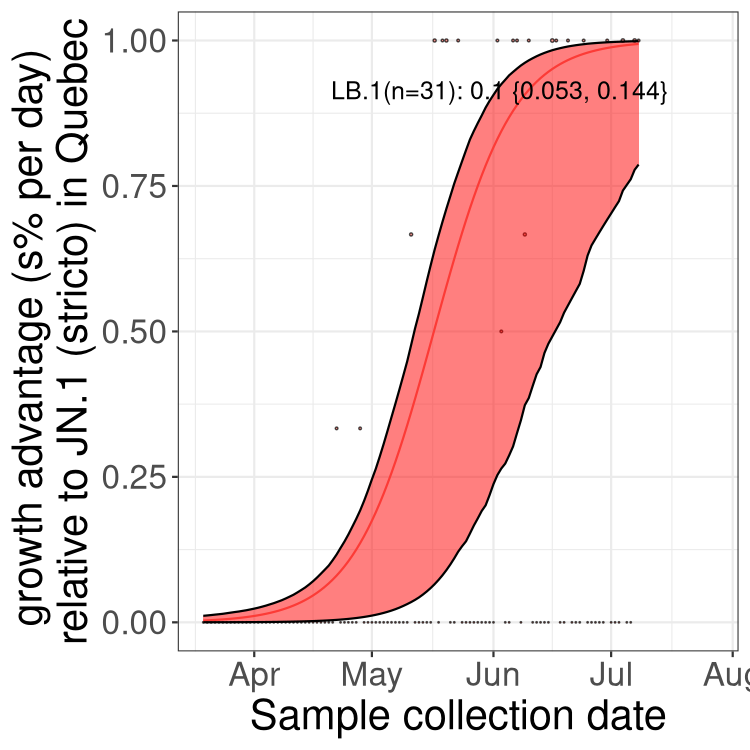 growth advantage (s% per day)
relative to JN.1 (stricto) in Quebec
1.00
0.75
0.50
0.25
0.00
LB.1(n=31): 0.1 {0.053, 0.144}
Apr May Jun Jul Aug
Sample collection date